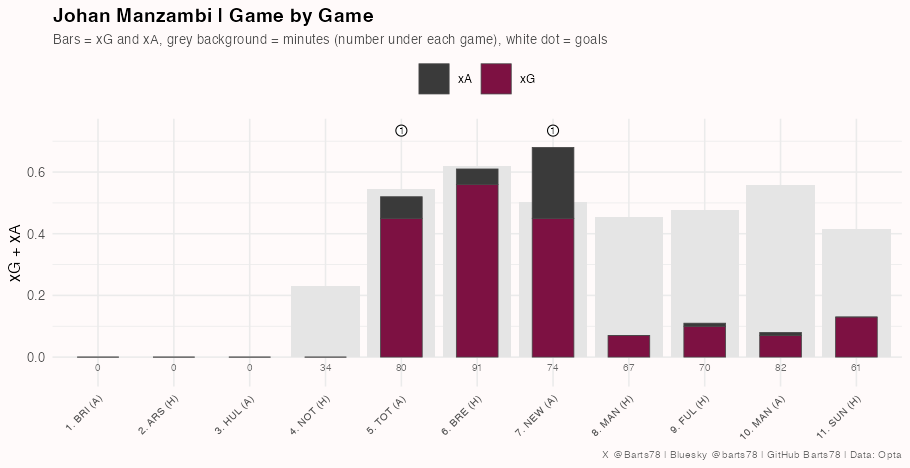 Johan Manzambi | Game by Game
Bars = xG and xA, grey background = minutes (number under each game), white dot = goals
xA xG
1 1
xG + xA
0.6
0.4
0.2
0.0
0 0 0 34 80 91 74 67 70 82 61
1. BRI (A) 2. ARS (H) 3. HUL (A) 4. NOT (H) 5. TOT (A) 6. BRE (H) 7. NEW (A) 8. MAN (H) 9. FUL (H) 10. MAN (A) 11. SUN (H)
X @Barts78 | Bluesky @barts78 | GitHub Barts78 | Data: Opta